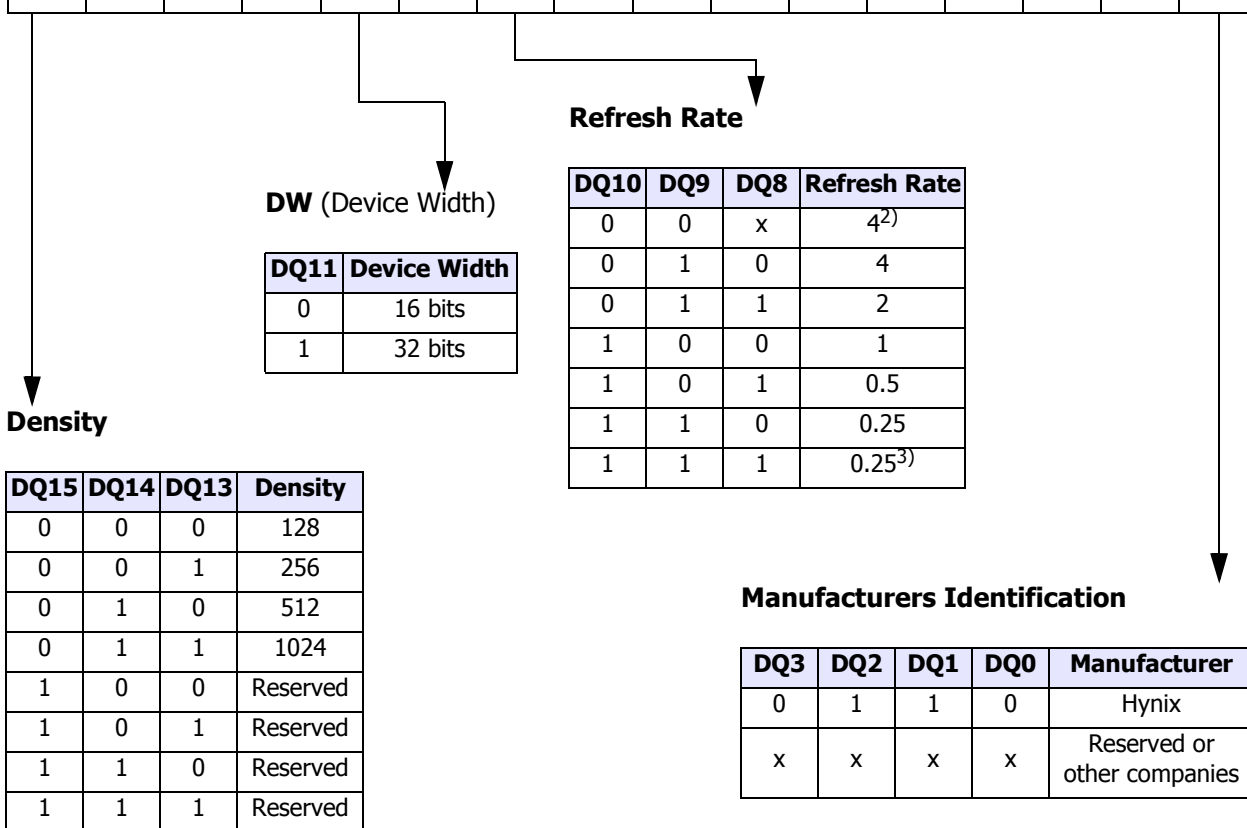 Refresh Rate
DQ10 DQ9 DQ8 Refresh Rate
0 0 x 42)
0 1 0 4
0 1 1 2
1 0 0 1
1 0 1 0.5
1 1 0 0.25
1 1 1 0.253)
DW (Device Width)
DQ11 Device Width
0 16 bits
1 32 bits
Density
DQ15 DQ14 DQ13 Density
0 0 0 128
0 0 1 256
0 1 0 512
0 1 1 1024
1 0 0 Reserved
1 0 1 Reserved
1 1 0 Reserved
1 1 1 Reserved
Manufacturers Identification
DQ3 DQ2 DQ1 DQ0 Manufacturer
0 1 1 0 Hynix
x x x x Reserved or
other companies